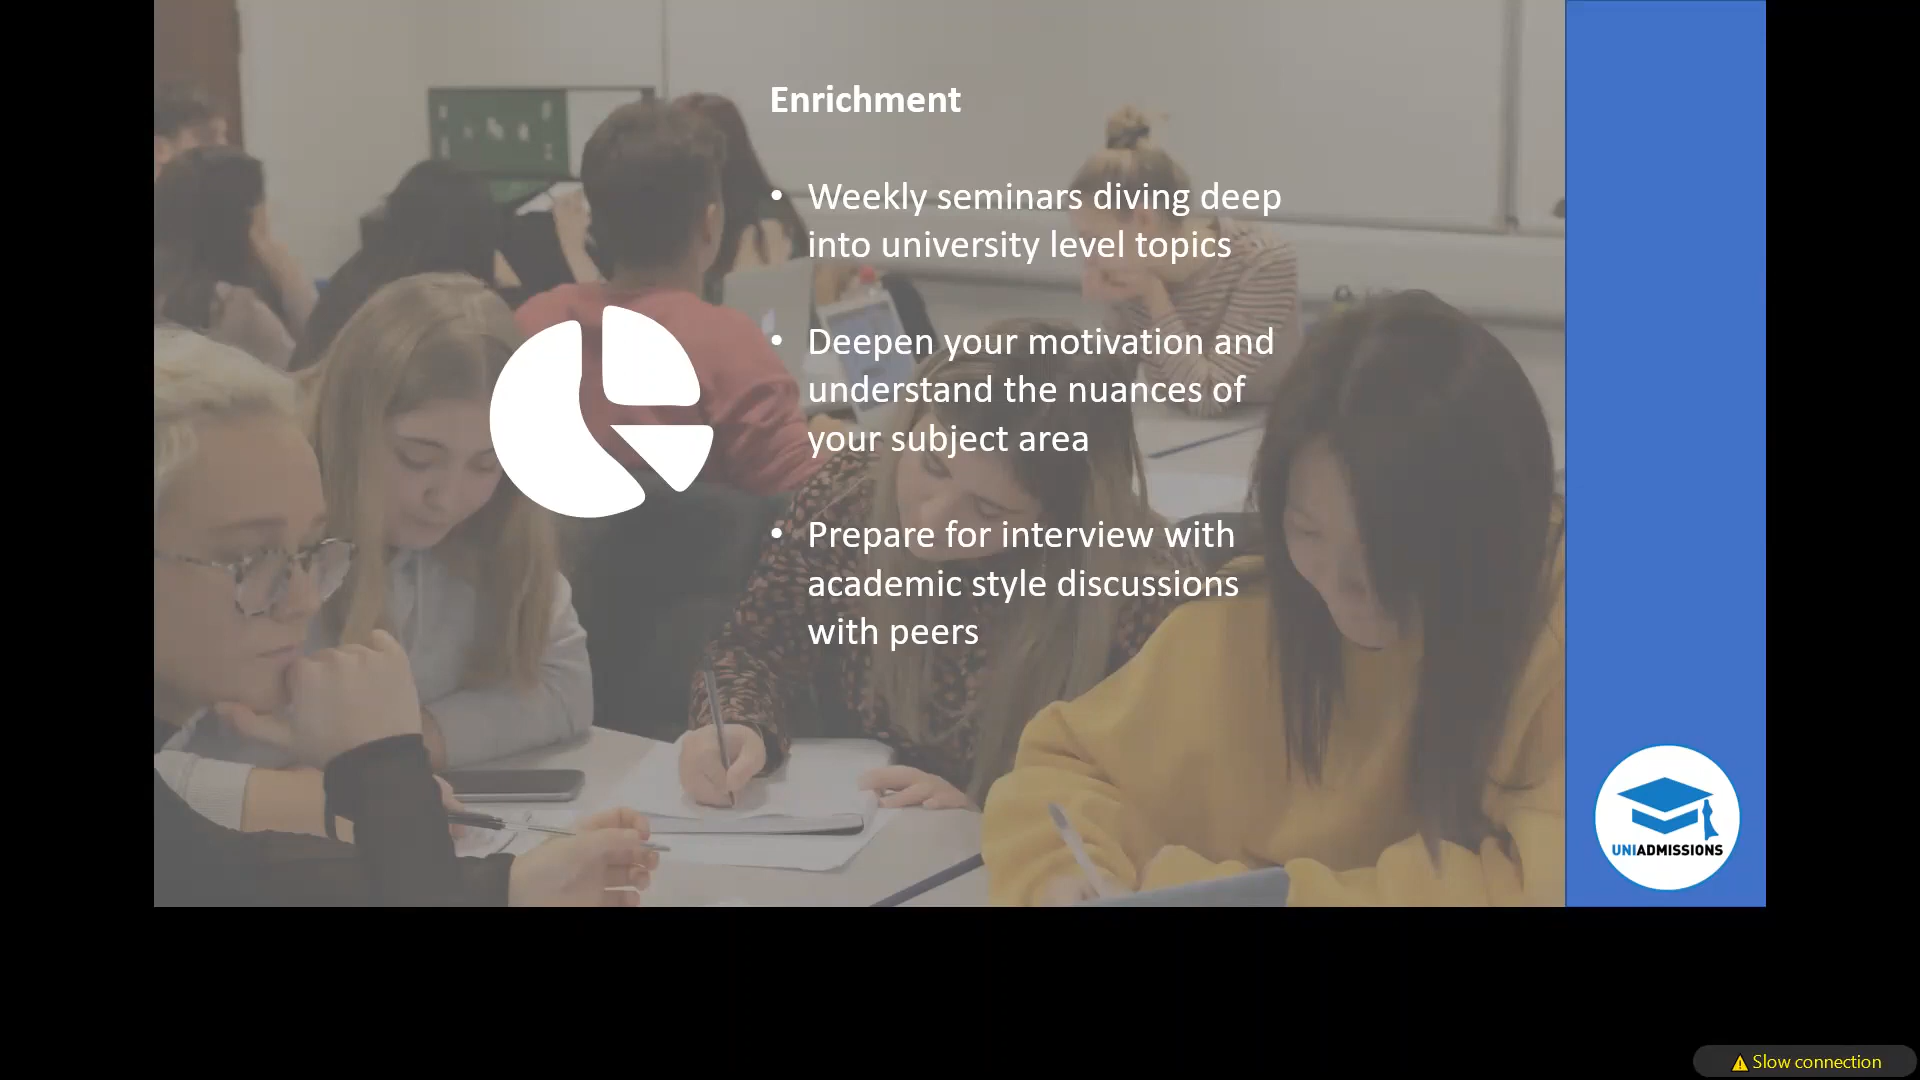 Enrichment
• Weekly seminars diving deep
into university level topics
• Deepen your motivation and
understand the nuances of
your subject area
• Prepare for interview with
academic style discussions
with peers
UNIADMISSIONS
Slow connection